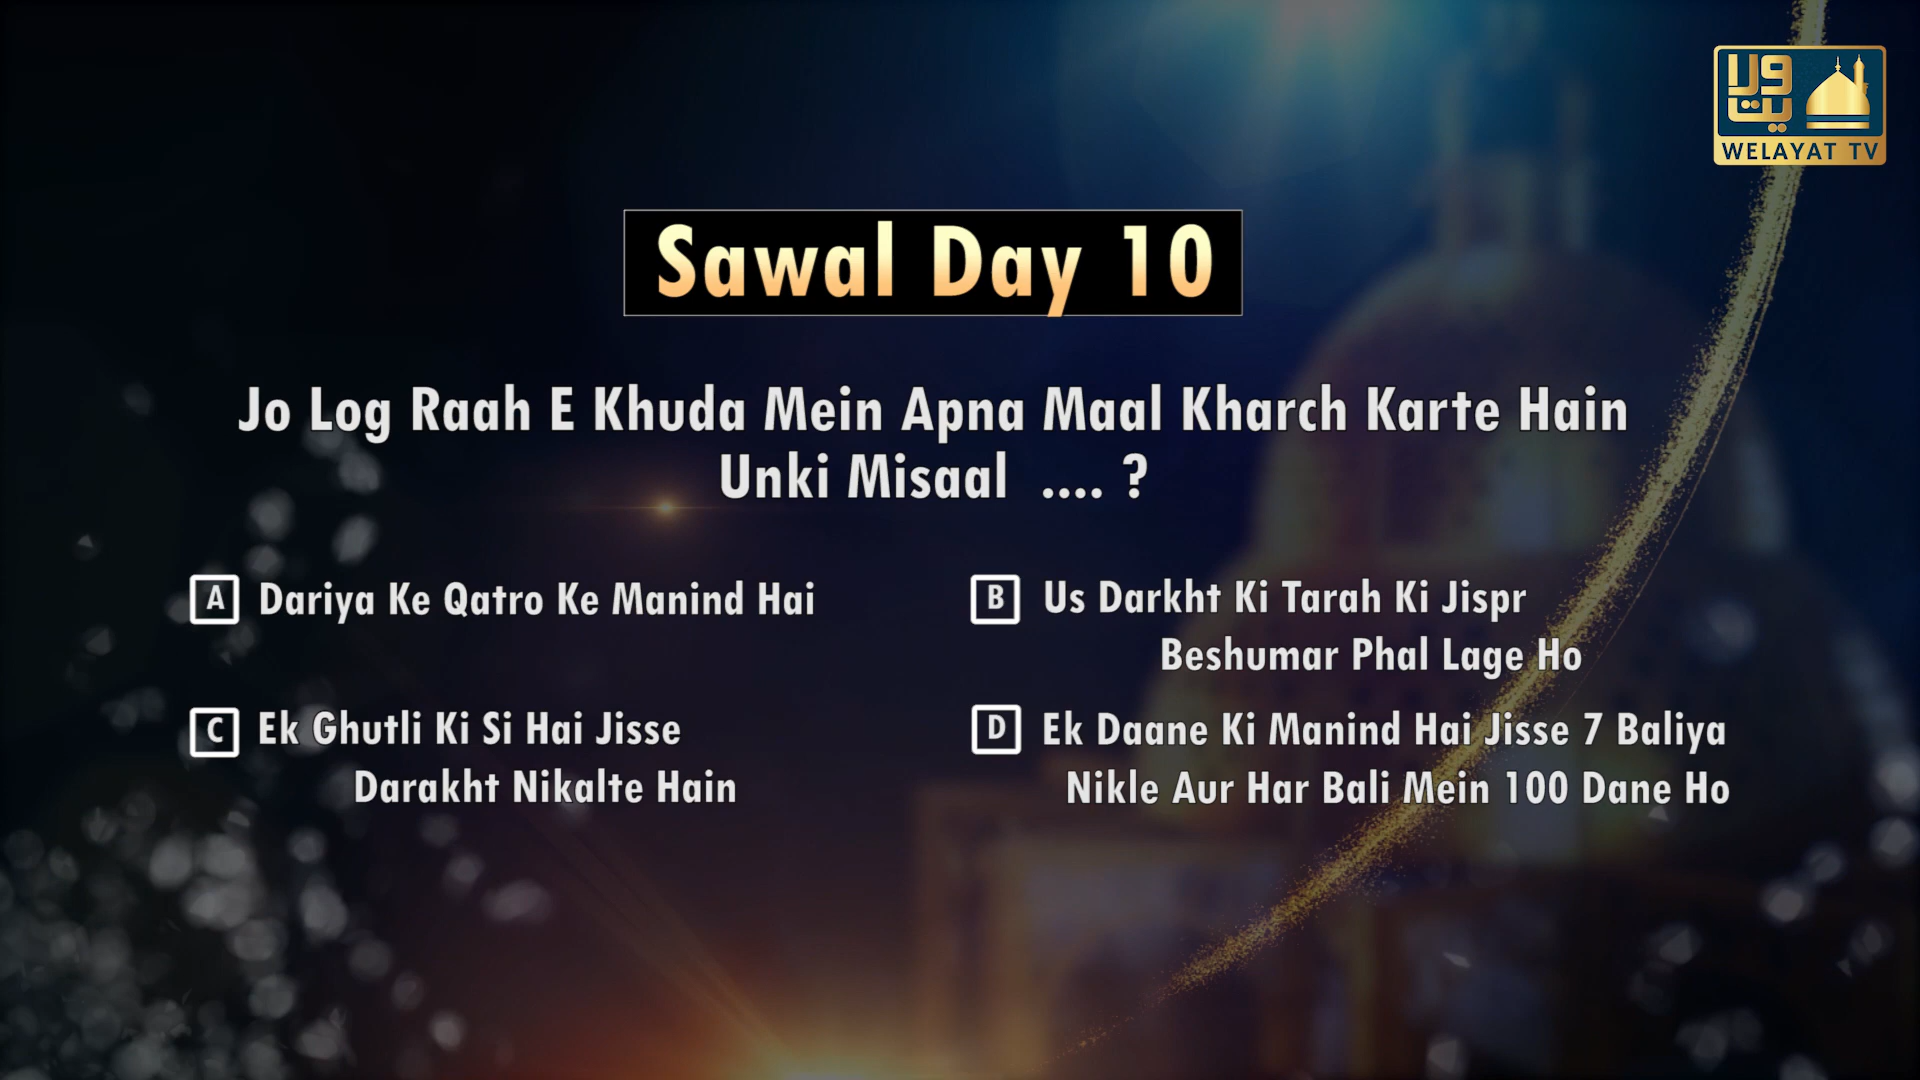 ولايت
WELAYAT TV
Sawal Day 10
Jo Log Raah E Khuda Mein Apna Maal Kharch Karte Hain
Unki Misaal .... ?
A Dariya Ke Qatro Ke Manind Hai
B Us Darkht Ki Tarah Ki Jispr
Beshumar Phal Lage Ho
C Ek Ghutli Ki Si Hai Jisse
Darakht Nikalte Hain
D Ek Daane Ki Manind Hai Jisse 7 Baliya
Nikle Aur Har Bali Mein 100 Dane Ho